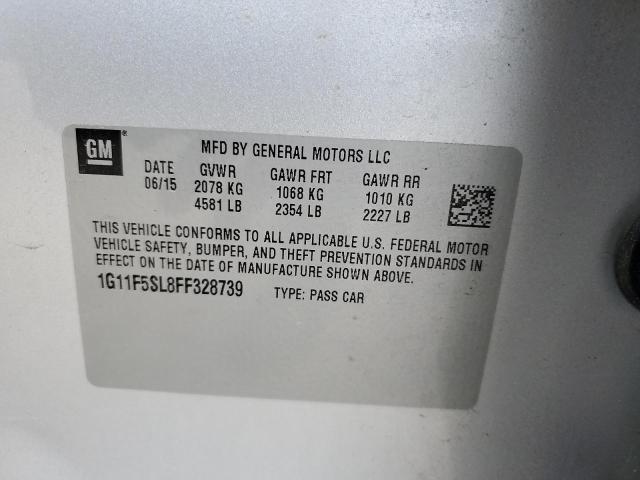 GM
MFD BY GENERAL MOTORS LLC
DATE GVWR GAWR FRT GAWR RR
06/15 2078 KG 1068 KG 1010 KG
4581 LB 2354 LB 2227 LB
THIS VEHICLE CONFORMS TO ALL APPLICABLE U.S. FEDERAL MOTOR
VEHICLE SAFETY, BUMPER, AND THEFT PREVENTION STANDARDS IN
EFFECT ON THE DATE OF MANUFACTURE SHOWN ABOVE.
1G11F5SL8FF328739 TYPE: PASS CAR